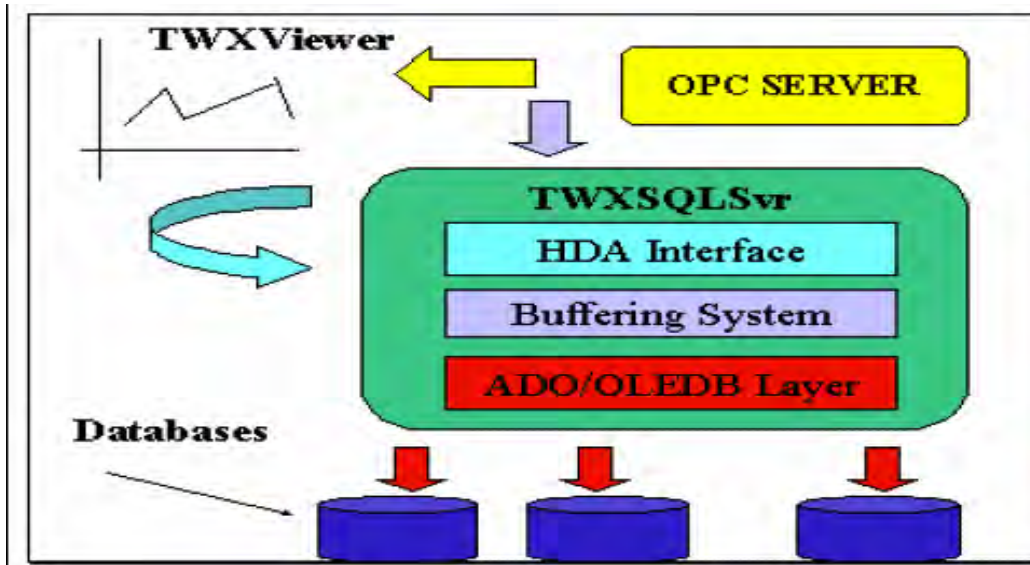 TWXViewer
OPC SERVER
TWXSQLSvr
HDA Interface
Buffering System
ADO/OLEDB Layer
Databases